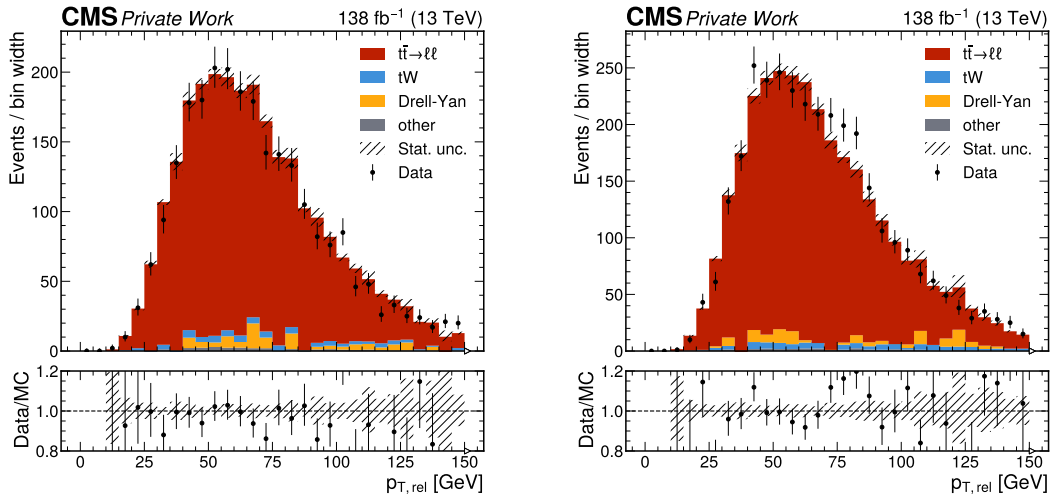 CMS Private Work 138 fb⁻¹ (13 TeV)
Events / bin width
200
150
100
50
0
tt̄→ℓℓ
tW
Drell-Yan
other
Stat. unc.
Data
Data/MC
1.2
1.0
0.8
0 25 50 75 100 125 150
pT, rel [GeV]
CMS Private Work 138 fb⁻¹ (13 TeV)
Events / bin width
250
200
150
100
50
0
tt̄→ℓℓ
tW
Drell-Yan
other
Stat. unc.
Data
Data/MC
1.2
1.0
0.8
0 25 50 75 100 125 150
pT, rel [GeV]